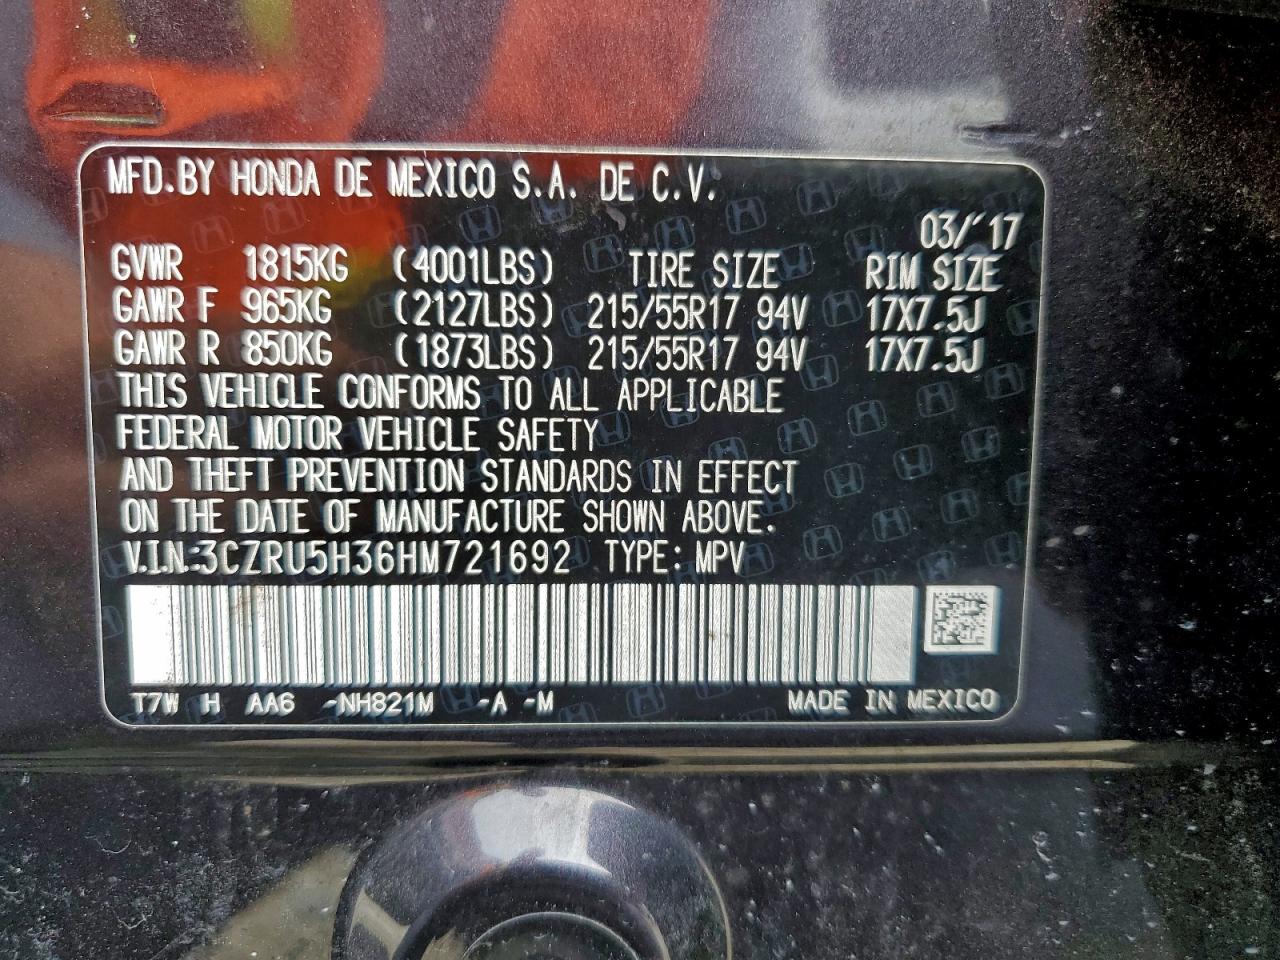 MFD.BY HONDA DE MEXICO S.A. DE C.V.
03/'17
GVWR 1815KG (4001LBS) TIRE SIZE RIM SIZE
GAWR F 965KG (2127LBS) 215/55R17 94V 17X7.5J
GAWR R 850KG (1873LBS) 215/55R17 94V 17X7.5J
THIS VEHICLE CONFORMS TO ALL APPLICABLE
FEDERAL MOTOR VEHICLE SAFETY
AND THEFT PREVENTION STANDARDS IN EFFECT
ON THE DATE OF MANUFACTURE SHOWN ABOVE.
V.I.N:3CZRU5H36HM721692 TYPE:MPV
T7W H AA6 -NH821M -A -M MADE IN MEXICO